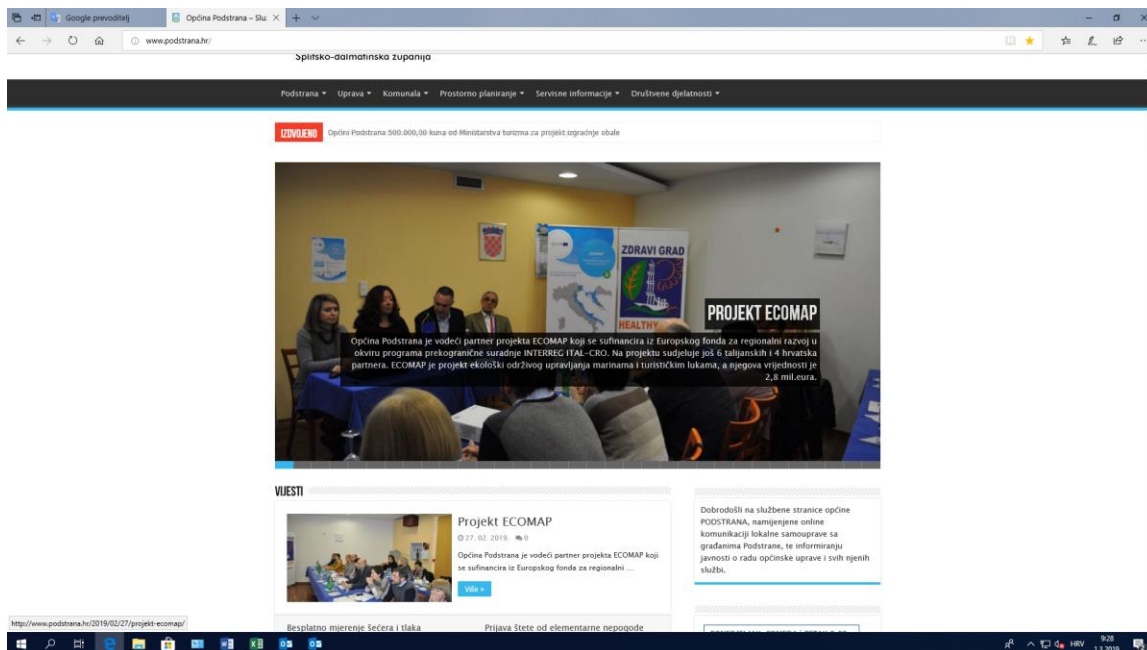 Google prevoditelj
Općina Podstrana – Slu
www.podstrana.hr/
Splitsko-dalmatinska županija
Podstrana
Uprava
Komunala
Prostorno planiranje
Servisne informacije
Društvene djelatnosti
IZDVOJENO
Općini Podstrana 500.000,00 kuna od Ministarstva turizma za projekt izgradnje obale
ECOMAP
ZDRAVI GRAD
HEALTHY
PROJEKT ECOMAP
Općina Podstrana je vodeći partner projekta ECOMAP koji se sufinancira iz Europskog fonda za regionalni razvoj u
okviru programa prekogranične suradnje INTERREG ITAL-CRO. Na projektu sudjeluje još 6 talijanskih i 4 hrvatska
partnera. ECOMAP je projekt ekološki održivog upravljanja marinama i turističkim lukama, a njegova vrijednosti je
2,8 mil.eura.
VIJESTI
Projekt ECOMAP
27. 02. 2019. 0
Općina Podstrana je vodeći partner projekta ECOMAP koji
se sufinancira iz Europskog fonda za regionalni ...
Više »
Besplatno mjerenje šećera i tlaka
Prijava štete od elementarne nepogode
Dobrodošli na službene stranice općine
PODSTRANA, namijenjene online
komunikaciji lokalne samouprave sa
građanima Podstrane, te informiranju
javnosti o radu općinske uprave i svih njenih
službi.
http://www.podstrana.hr/2019/02/27/projekt-ecomap/
HRV
9:28
1.3.2019.